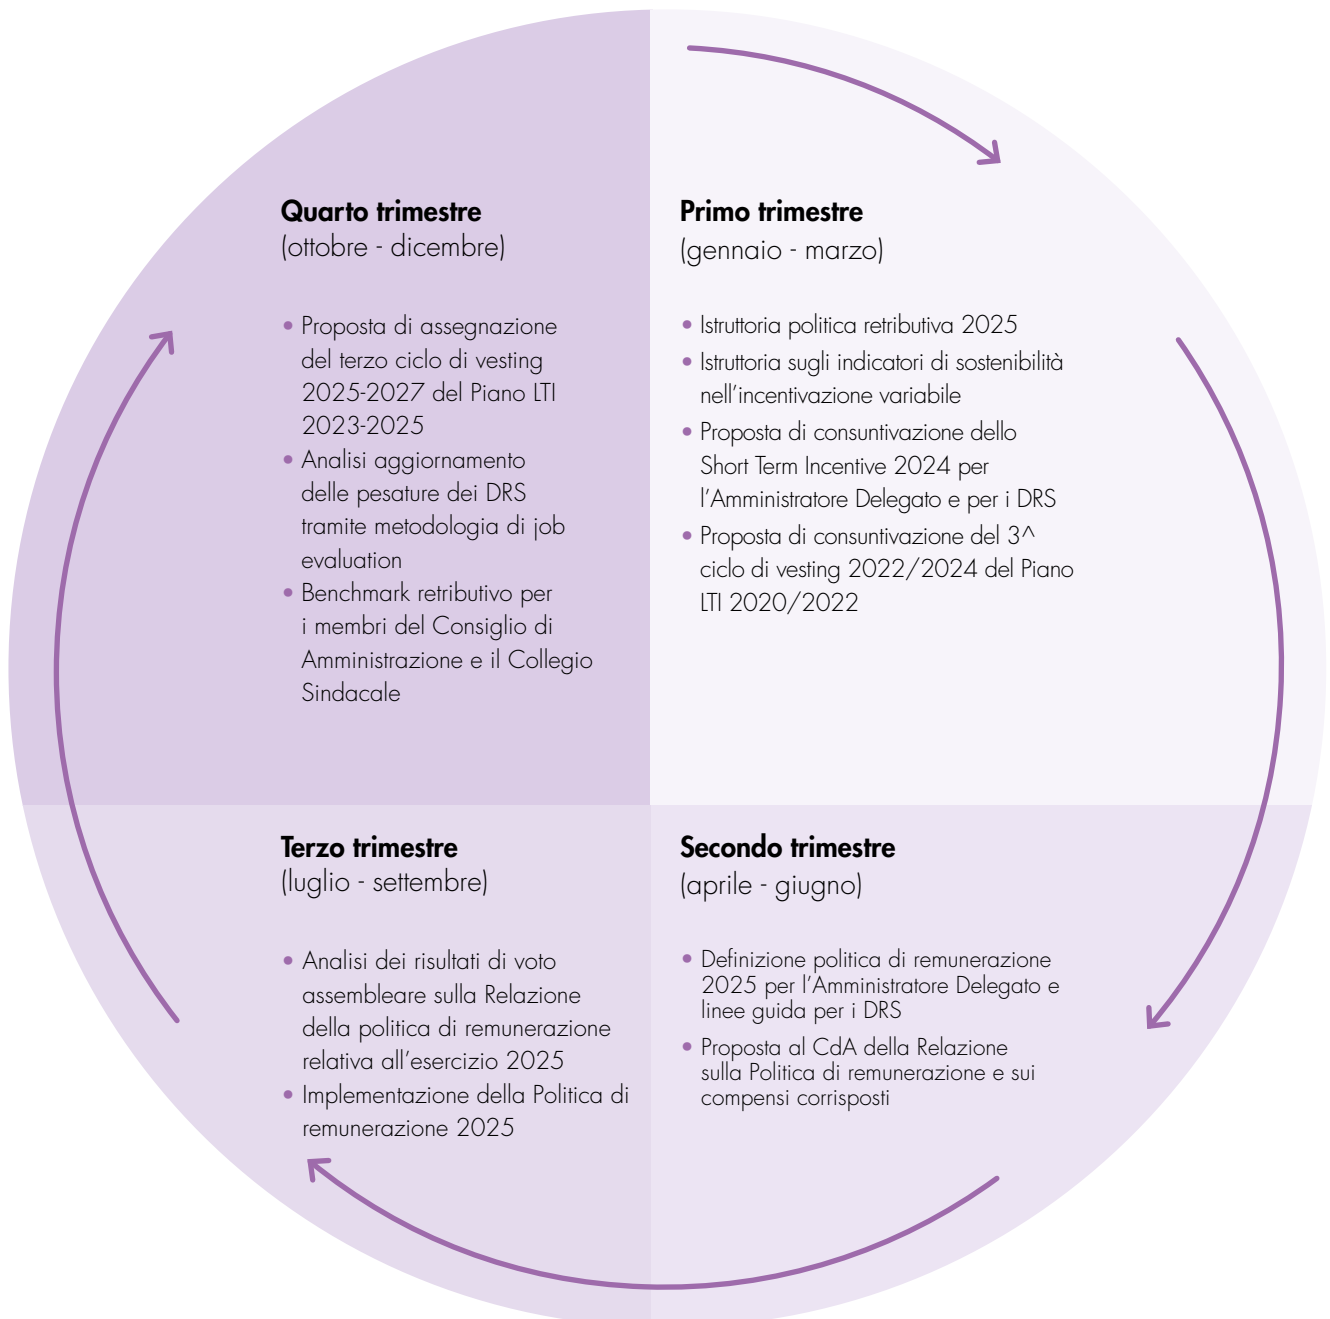 Quarto trimestre
(ottobre - dicembre)
• Proposta di assegnazione
del terzo ciclo di vesting
2025-2027 del Piano LTI
2023-2025
• Analisi aggiornamento
delle pesature dei DRS
tramite metodologia di job
evaluation
• Benchmark retributivo per
i membri del Consiglio di
Amministrazione e il Collegio
Sindacale
Primo trimestre
(gennaio - marzo)
• Istruttoria politica retributiva 2025
• Istruttoria sugli indicatori di sostenibilità
nell’incentivazione variabile
• Proposta di consuntivazione dello
Short Term Incentive 2024 per
l’Amministratore Delegato e per i DRS
• Proposta di consuntivazione del 3^
ciclo di vesting 2022/2024 del Piano
LTI 2020/2022
Terzo trimestre
(luglio - settembre)
• Analisi dei risultati di voto
assembleare sulla Relazione
della politica di remunerazione
relativa all’esercizio 2025
• Implementazione della Politica di
remunerazione 2025
Secondo trimestre
(aprile - giugno)
• Definizione politica di remunerazione
2025 per l’Amministratore Delegato e
linee guida per i DRS
• Proposta al CdA della Relazione
sulla Politica di remunerazione e sui
compensi corrisposti